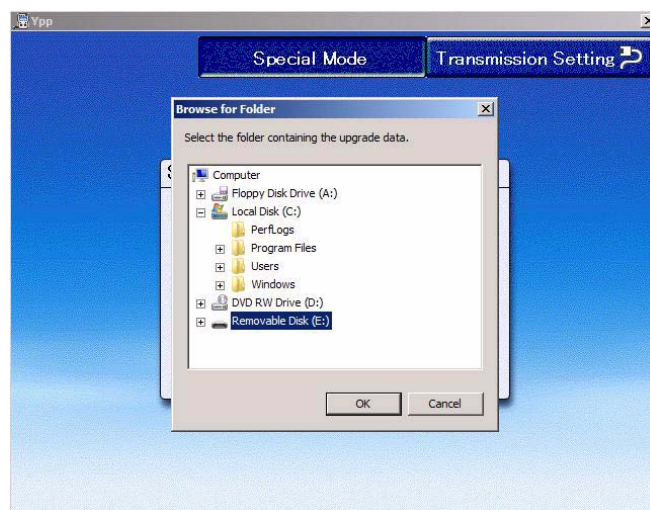 Ypp
Special Mode
Transmission Setting
Browse for Folder
Select the folder containing the upgrade data.
Computer
Floppy Disk Drive (A:)
Local Disk (C:)
PerfLogs
Program Files
Users
Windows
DVD RW Drive (D:)
Removable Disk (E:)
OK
Cancel